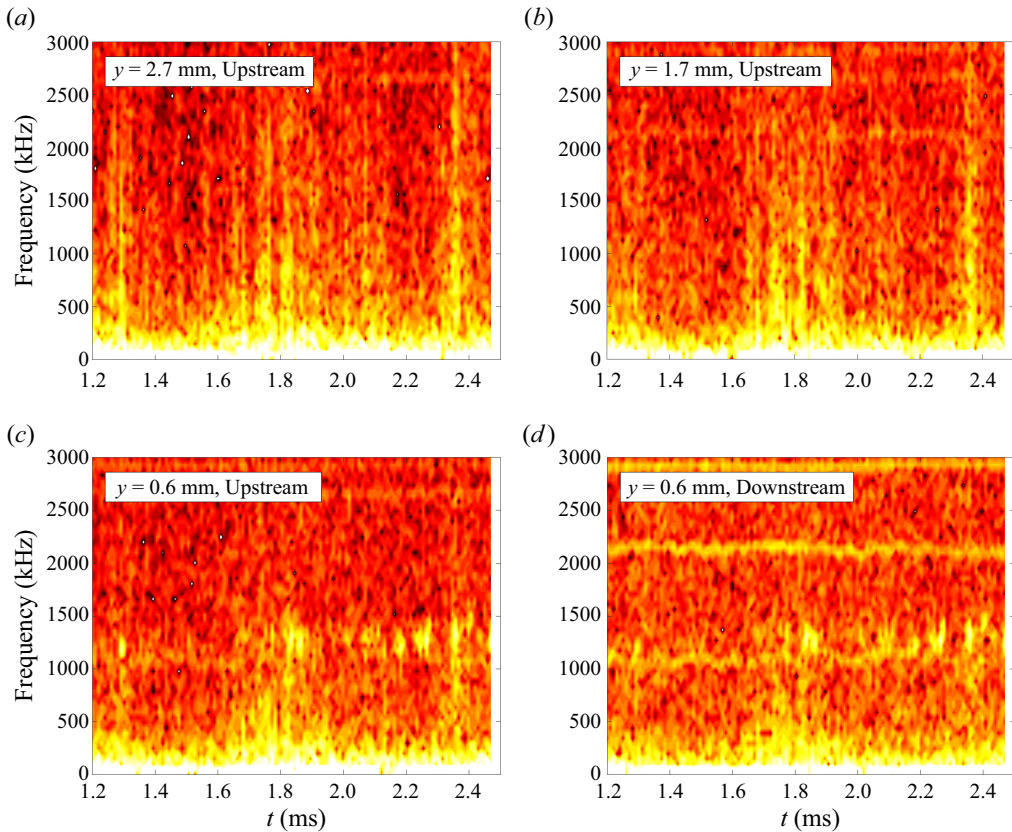 (a)
(b)
3000
2500
2000
1500
1000
500
0
Frequency (kHz)
y = 2.7 mm, Upstream
1.2 1.4 1.6 1.8 2.0 2.2 2.4
3000
2500
2000
1500
1000
500
0
y = 1.7 mm, Upstream
1.2 1.4 1.6 1.8 2.0 2.2 2.4
(c)
(d)
3000
2500
2000
1500
1000
500
0
Frequency (kHz)
y = 0.6 mm, Upstream
1.2 1.4 1.6 1.8 2.0 2.2 2.4
t (ms)
3000
2500
2000
1500
1000
500
0
y = 0.6 mm, Downstream
1.2 1.4 1.6 1.8 2.0 2.2 2.4
t (ms)